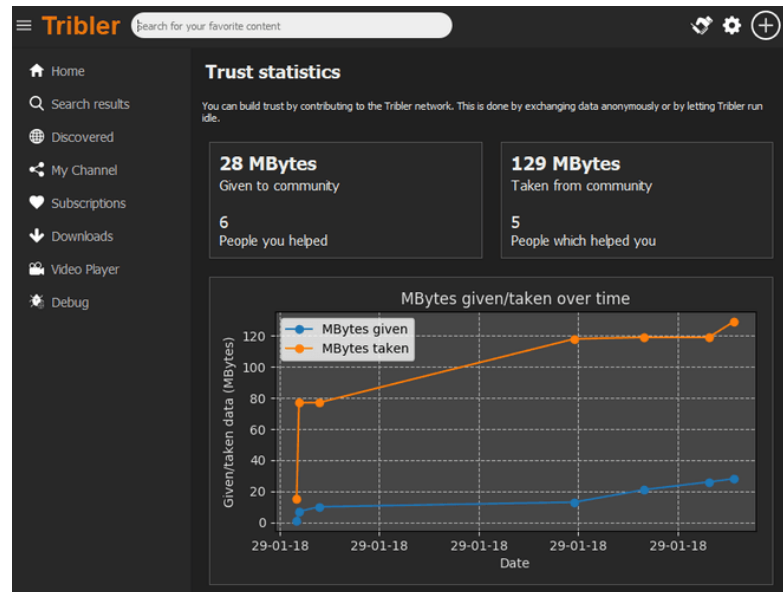 Tribler
Search for your favorite content
Home
Search results
Discovered
My Channel
Subscriptions
Downloads
Video Player
Debug
Trust statistics
You can build trust by contributing to the Tribler network. This is done by exchanging data anonymously or by letting Tribler run
idle.
28 MBytes
Given to community
6
People you helped
129 MBytes
Taken from community
5
People which helped you
MBytes given/taken over time
MBytes given
MBytes taken
Given/taken data (MBytes)
120
100
80
60
40
20
0
29-01-18 29-01-18 29-01-18 29-01-18 29-01-18
Date